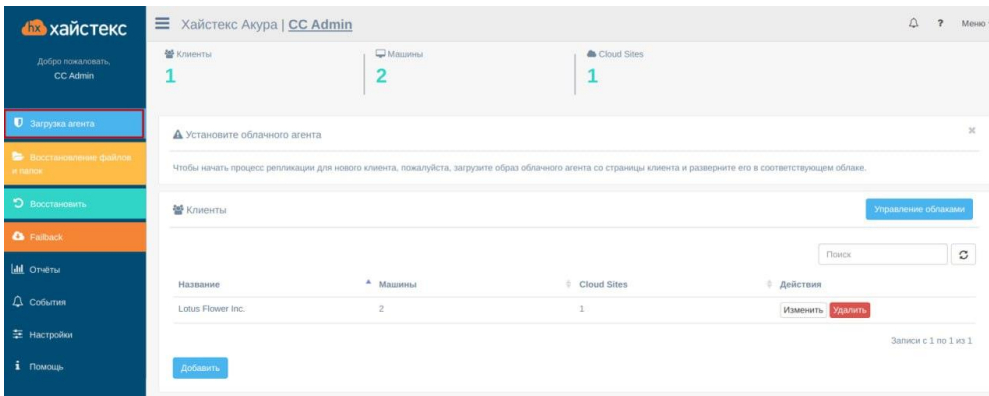 hx хайстекс
Добро пожаловать,
CC Admin
Загрузка агента
Восстановление файлов
и папок
Восстановить
Failback
Отчёты
События
Настройки
Помощь
Хайстекс Акура | CC Admin
? Меню
Клиенты
1
Машины
2
Cloud Sites
1
Установите облачного агента
Чтобы начать процесс репликации для нового клиента, пожалуйста, загрузите образ облачного агента со страницы клиента и разверните его в соответствующем облаке.
Клиенты
Управление облаками
Поиск
Название Машины Cloud Sites Действия
Lotus Flower Inc. 2 1 Изменить Удалить
Записи с 1 по 1 из 1
Добавить